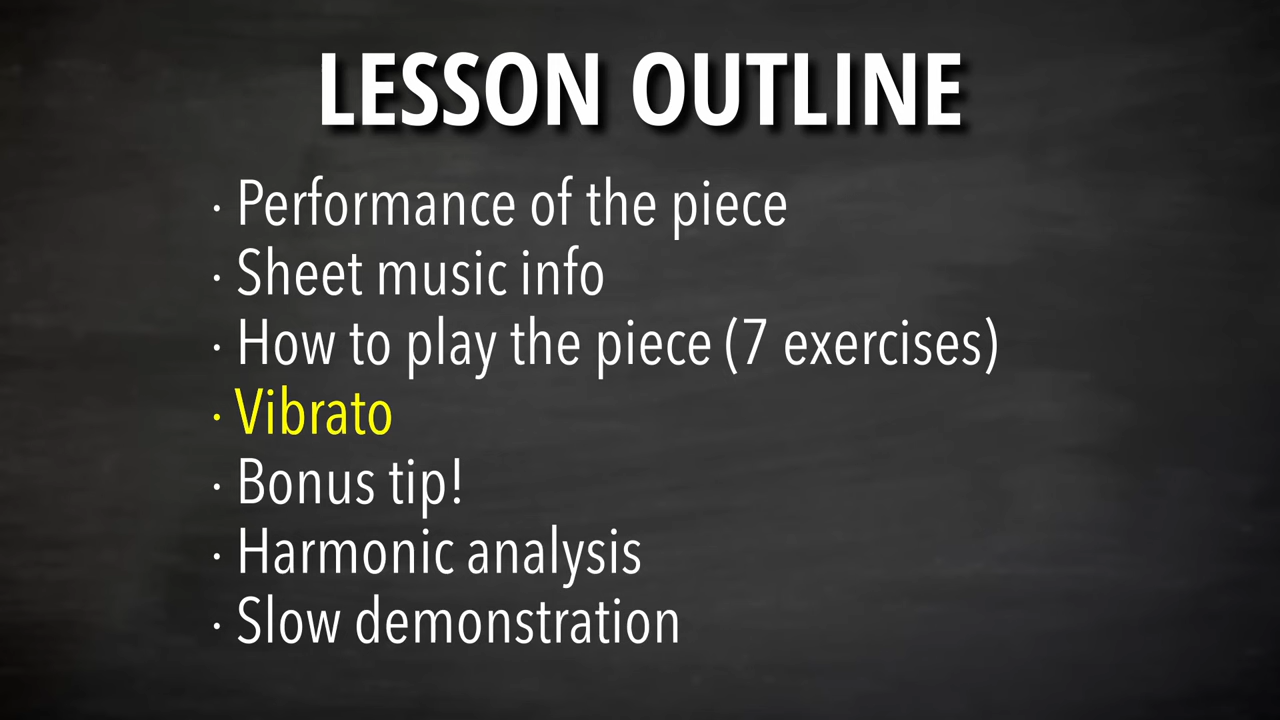 LESSON OUTLINE
· Performance of the piece
· Sheet music info
· How to play the piece (7 exercises)
· Vibrato
· Bonus tip!
· Harmonic analysis
· Slow demonstration